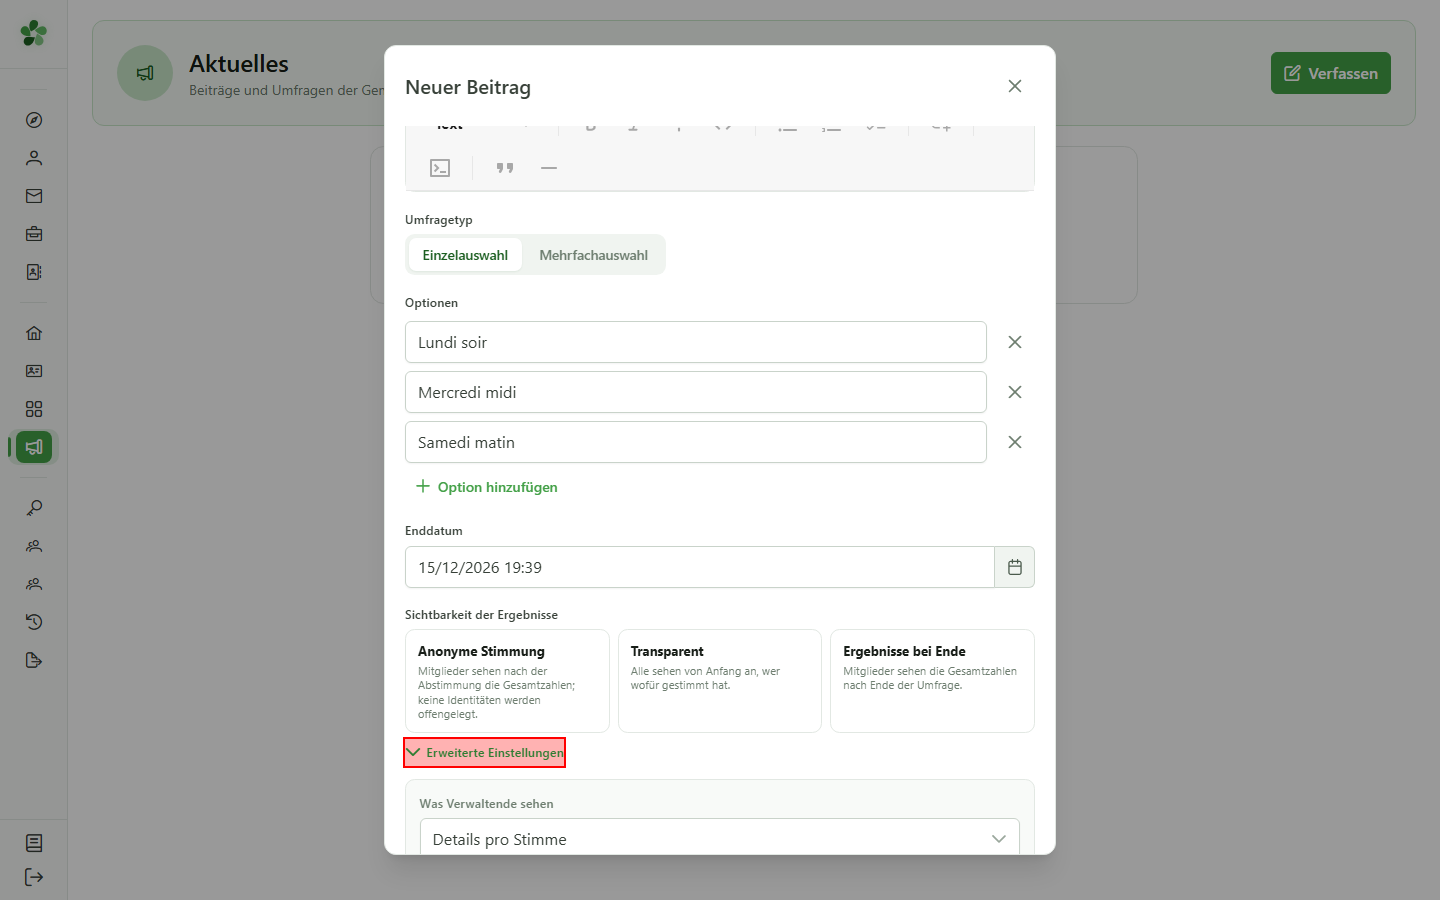 Aktuelles
Beiträge und Umfragen der Ger
Verfassen
Neuer Beitrag
Text
Umfragetyp
Einzelauswahl
Mehrfachauswahl
Optionen
Lundi soir
Mercredi midi
Samedi matin
Option hinzufügen
Enddatum
15/12/2026 19:39
Sichtbarkeit der Ergebnisse
Anonyme Stimmung
Mitglieder sehen nach der
Abstimmung die Gesamtzahlen;
keine Identitäten werden
offengelegt.
Transparent
Alle sehen von Anfang an, wer
wofür gestimmt hat.
Ergebnisse bei Ende
Mitglieder sehen die Gesamtzahlen
nach Ende der Umfrage.
Erweiterte Einstellungen
Was Verwaltende sehen
Details pro Stimme